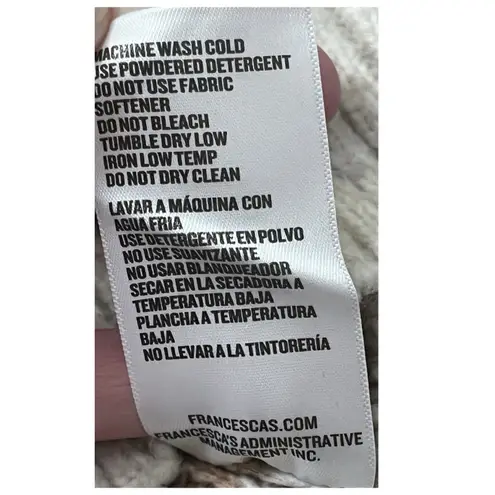 MACHINE WASH COLD
USE POWDERED DETERGENT
DO NOT USE FABRIC
SOFTENER
DO NOT BLEACH
TUMBLE DRY LOW
IRON LOW TEMP
DO NOT DRY CLEAN
LAVAR A MÁQUINA CON
AGUA FRIA
USE DETERGENTE EN POLVO
NO USE SUAVIZANTE
NO USAR BLANQUEADOR
SECAR EN LA SECADORA A
TEMPERATURA BAJA
PLANCHA A TEMPERATURA
BAJA
NO LLEVAR A LA TINTORERÍA
FRANCESCAS.COM
FRANCESCA'S ADMINISTRATIVE
MANAGEMENT INC.